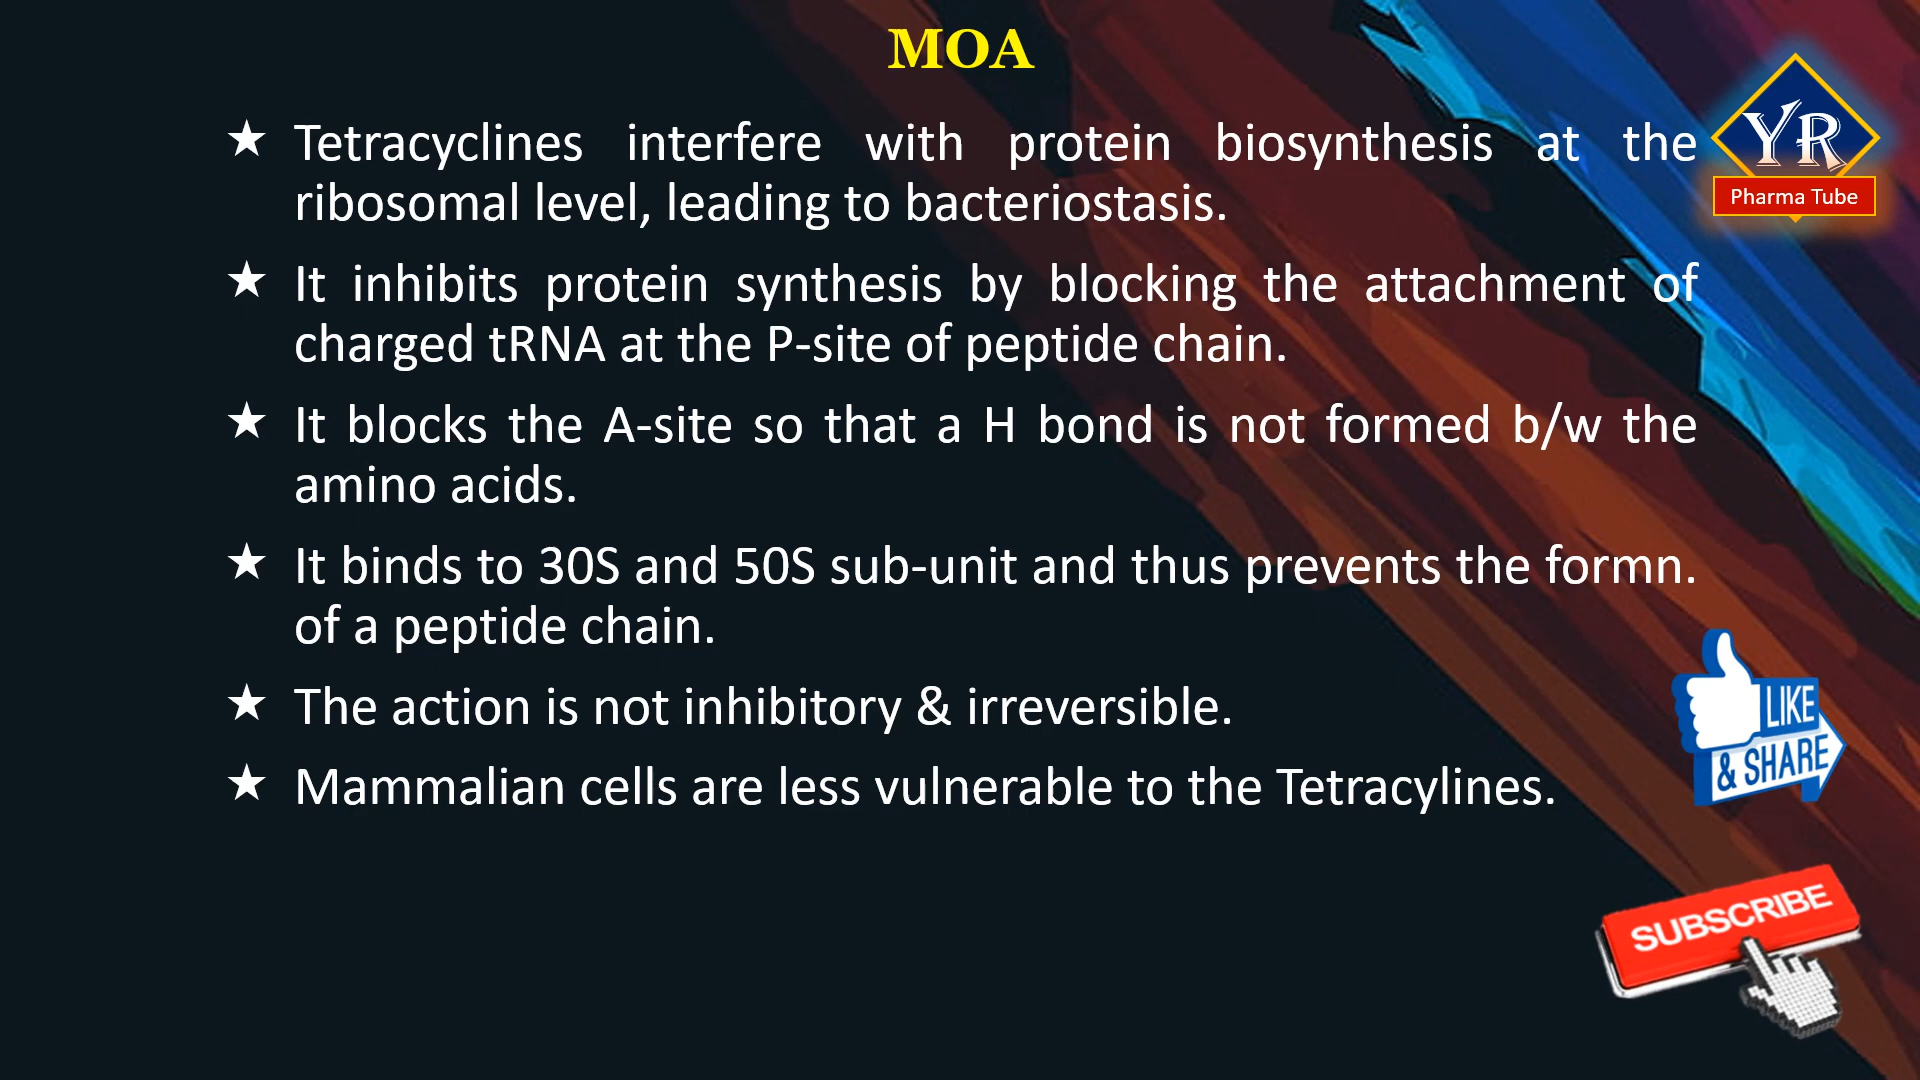 MOA
★ Tetracyclines interfere with protein biosynthesis at the
ribosomal level, leading to bacteriostasis.
★ It inhibits protein synthesis by blocking the attachment of
charged tRNA at the P-site of peptide chain.
★ It blocks the A-site so that a H bond is not formed b/w the
amino acids.
★ It binds to 30S and 50S sub-unit and thus prevents the formn.
of a peptide chain.
★ The action is not inhibitory & irreversible.
★ Mammalian cells are less vulnerable to the Tetracylines.
YR
Pharma Tube
LIKE
& SHARE
SUBSCRIBE